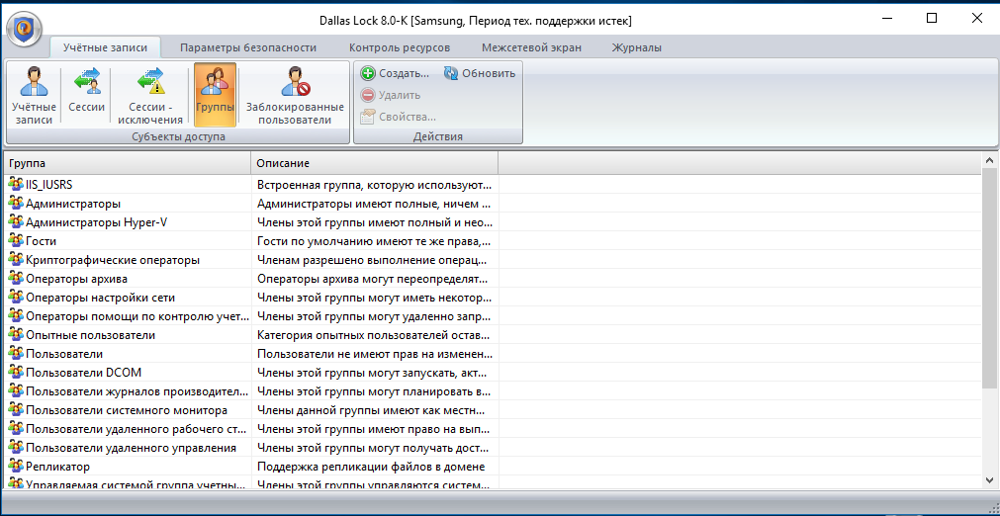 Dallas Lock 8.0-K [Samsung, Период тех. поддержки истек]
Учётные записи Параметры безопасности Контроль ресурсов Межсетевой экран Журналы
Учётные записи
Сессии
Сессии - исключения
Группы
Заблокированные пользователи
Субъекты доступа
Создать... Обновить
Удалить
Свойства...
Действия
Группа Описание
IIS_IUSRS Встроенная группа, которую используют...
Администраторы Администраторы имеют полные, ничем ...
Администраторы Hyper-V Члены этой группы имеют полный и нео...
Гости Гости по умолчанию имеют те же права,...
Криптографические операторы Членам разрешено выполнение операц...
Операторы архива Операторы архива могут переопределят...
Операторы настройки сети Члены этой группы могут иметь некотор...
Операторы помощи по контролю учет... Члены этой группы могут удаленно запр...
Опытные пользователи Категория опытных пользователей остав...
Пользователи Пользователи не имеют прав на изменен...
Пользователи DCOM Члены этой группы могут запускать, акт...
Пользователи журналов производител... Члены этой группы могут планировать в...
Пользователи системного монитора Члены данной группы имеют как местн...
Пользователи удаленного рабочего ст... Члены этой группы имеют право на вып...
Пользователи удаленного управления Члены этой группы могут получать дост...
Репликатор Поддержка репликации файлов в домене
Управляемая системой группа учетны... Члены этой группы управляются систем...